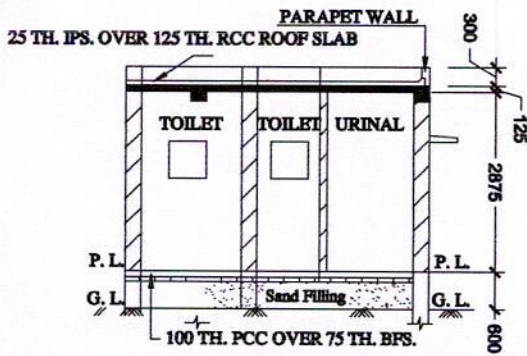 PARAPET WALL
25 TH. IPS. OVER 125 TH. RCC ROOF SLAB
300
125
TOILET
TOILET
URINAL
2875
P. L.
P. L.
Sand Filling
G. L.
G. L.
600
100 TH. PCC OVER 75 TH. BFS.